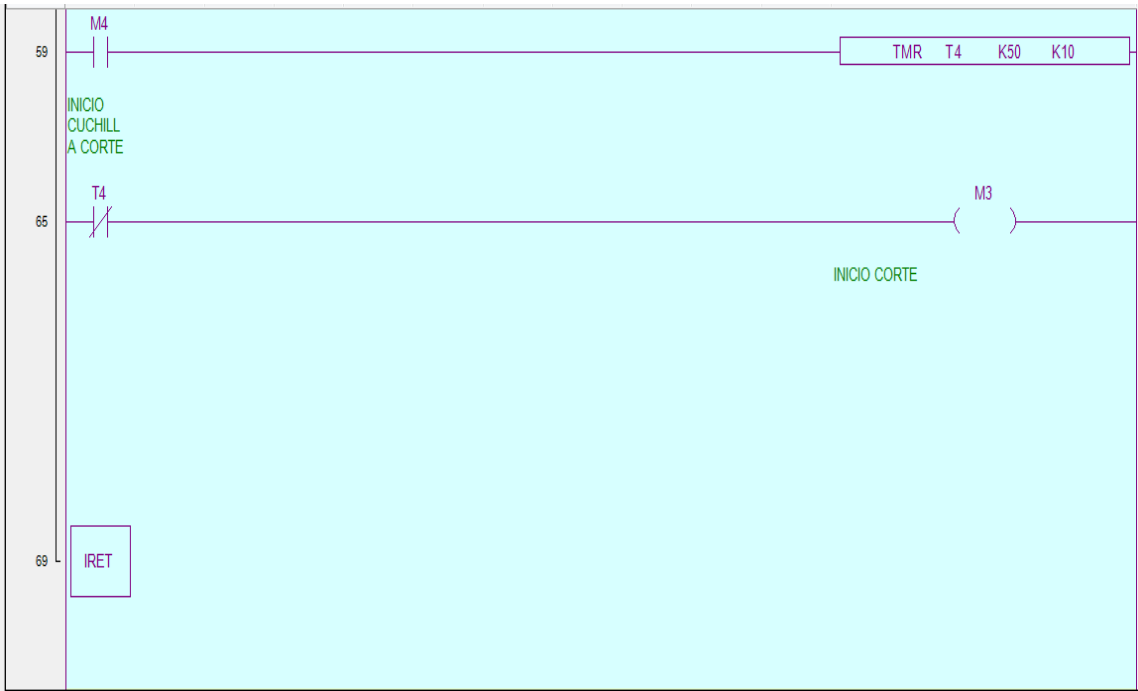 M4
59
TMR T4 K50 K10
INICIO
CUCHILL
A CORTE
T4
M3
65
INICIO CORTE
69
IRET